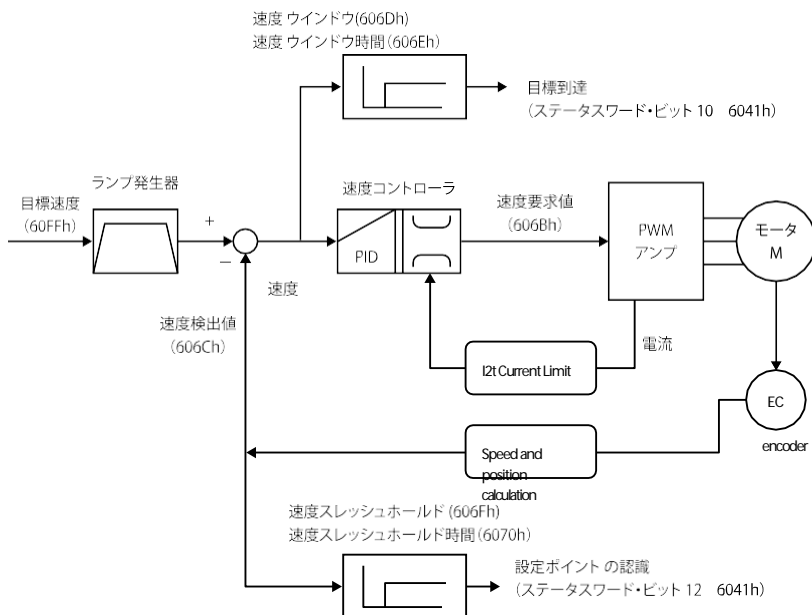 速度 ウインドウ(606Dh)
速度 ウインドウ時間(606Eh)
目標到達
(ステータスワード・ビット 10 6041h)
ランプ発生器
速度コントローラ
目標速度
(60FFh)
+
−
PID
速度要求値
(606Bh)
PWM
アンプ
モータ
M
速度
速度検出値
(606Ch)
電流
I2t Current Limit
EC
encoder
Speed and
position
calculation
速度スレッシュホールド (606Fh)
速度スレッシュホールド時間(6070h)
設定ポイント の認識
(ステータスワード・ビット 12 6041h)